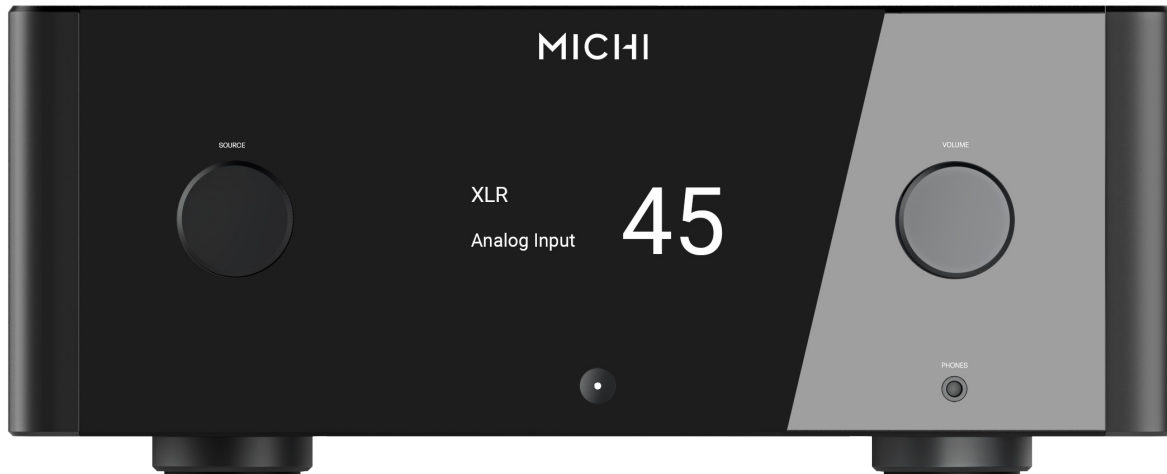 MICHI
SOURCE
VOLUME
XLR
45
Analog Input
PHONES